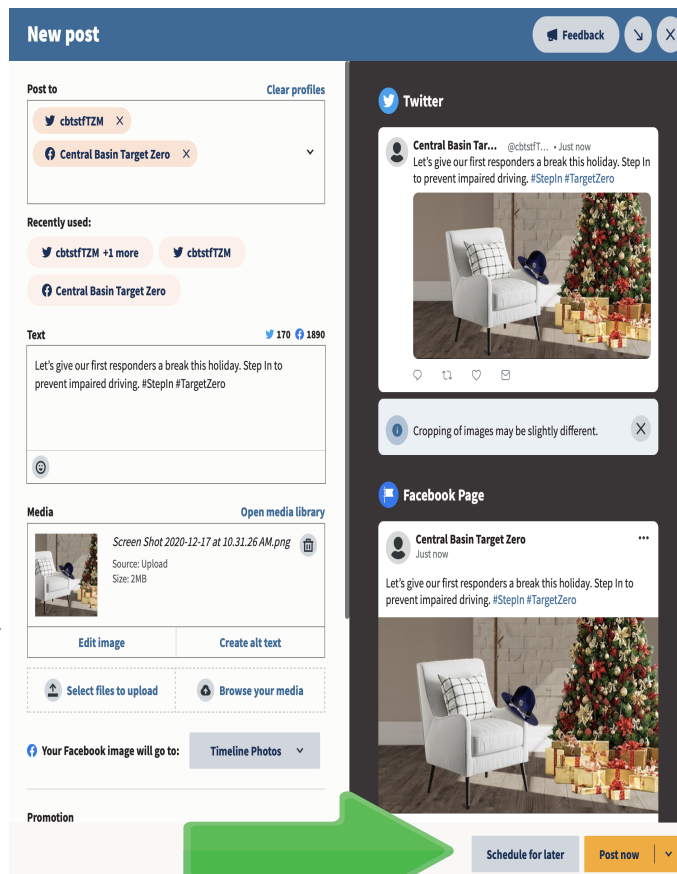 New post
Feedback
Post to
Clear profiles
cbtstfTZM X
Central Basin Target Zero X
Recently used:
cbtstfTZM +1 more
cbtstfTZM
Central Basin Target Zero
Text
170 1890
Let's give our first responders a break this holiday. Step In to
prevent impaired driving. #StepIn #TargetZero
Media
Open media library
Screen Shot 2020-12-17 at 10.31.26 AM.png
Source: Upload
Size: 2MB
Edit image
Create alt text
Select files to upload
Browse your media
Your Facebook image will go to:
Timeline Photos
Promotion
Twitter
Central Basin Tar... @cbtstfT... • Just now
Let's give our first responders a break this holiday. Step In
to prevent impaired driving. #StepIn #TargetZero
Cropping of images may be slightly different.
Facebook Page
Central Basin Target Zero
Just now
Let's give our first responders a break this holiday. Step In to
prevent impaired driving. #StepIn #TargetZero
Schedule for later
Post now